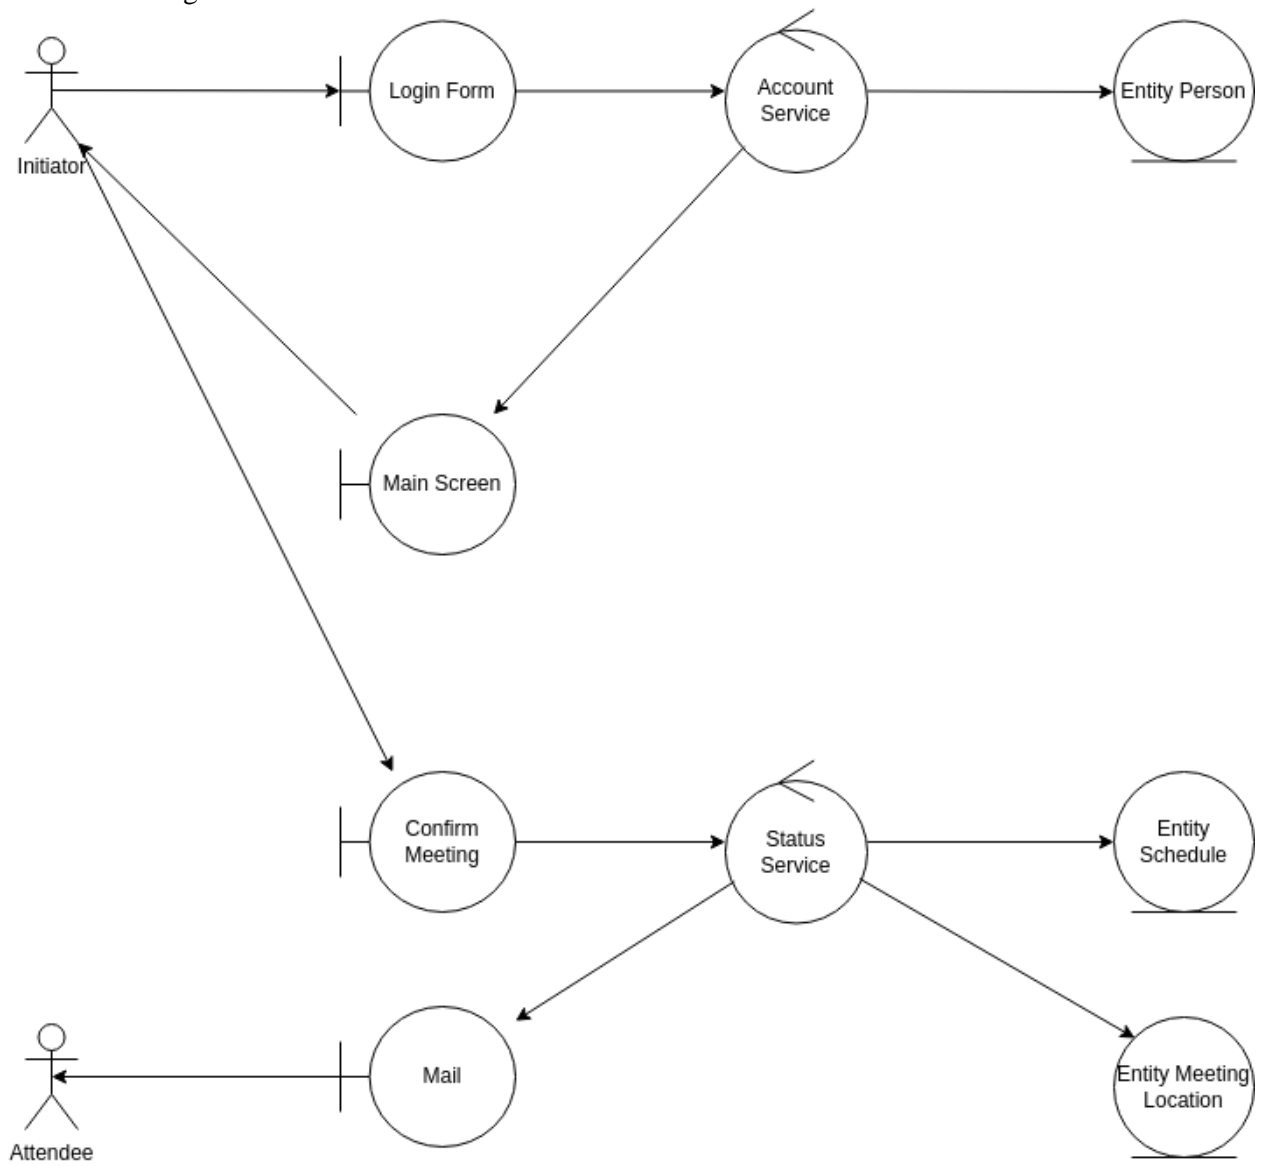 Login Form
Account
Service
Entity Person
Initiator
Main Screen
Confirm
Meeting
Status
Service
Entity
Schedule
Mail
Entity Meeting
Location
Attendee